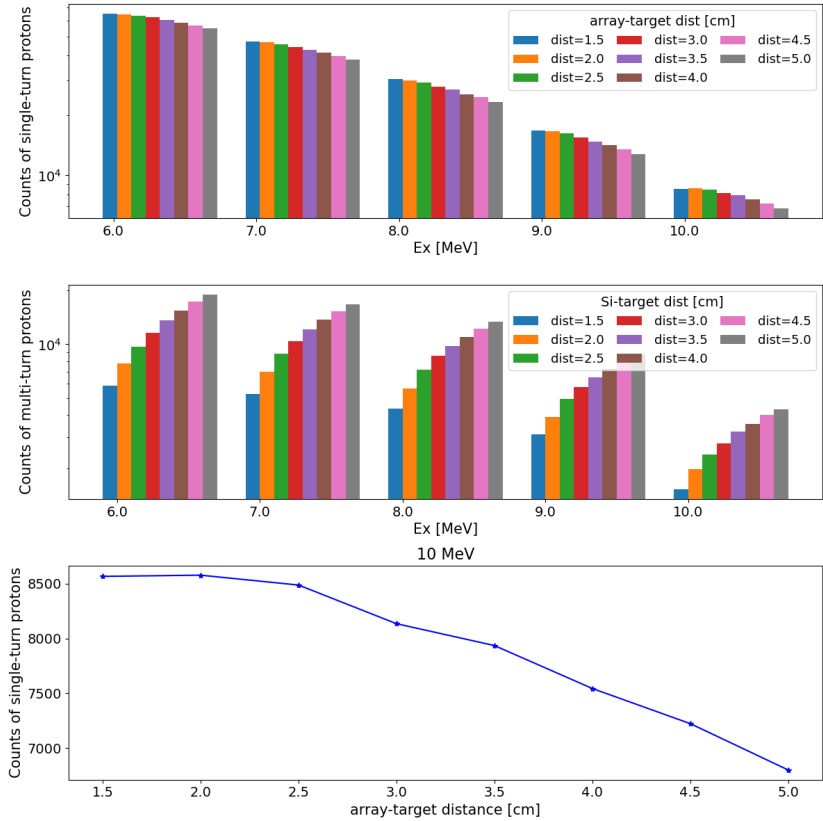 Counts of single-turn protons
10⁴
array-target dist [cm]
dist=1.5 dist=3.0 dist=4.5
dist=2.0 dist=3.5 dist=5.0
dist=2.5 dist=4.0
6.0 7.0 8.0 9.0 10.0
Ex [MeV]
Counts of multi-turn protons
10⁴
Si-target dist [cm]
dist=1.5 dist=3.0 dist=4.5
dist=2.0 dist=3.5 dist=5.0
dist=2.5 dist=4.0
6.0 7.0 8.0 9.0 10.0
Ex [MeV]
10 MeV
Counts of single-turn protons
8500
8000
7500
7000
1.5 2.0 2.5 3.0 3.5 4.0 4.5 5.0
array-target distance [cm]